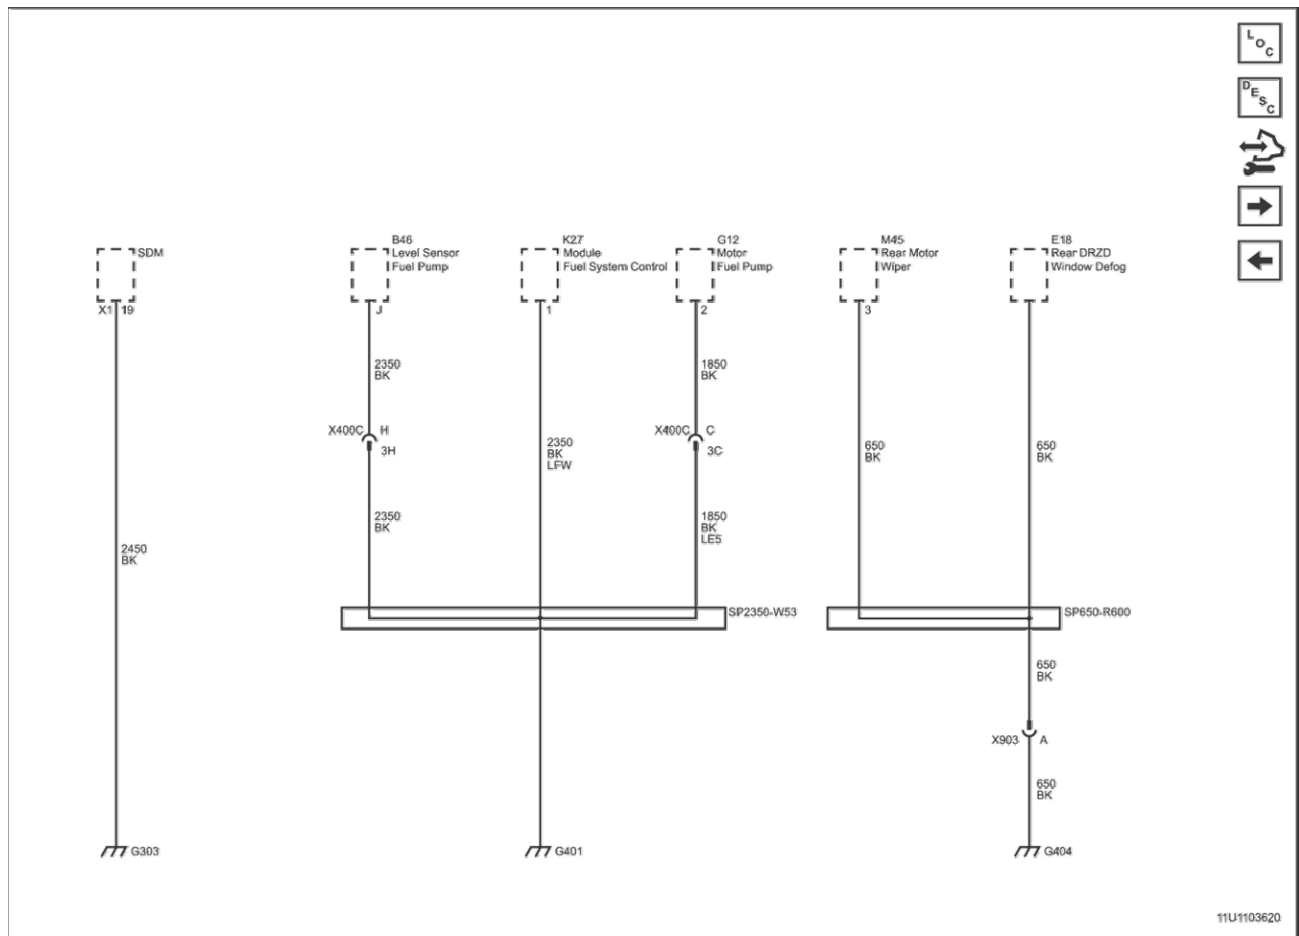 LOC
DESC
SDM
X1 19
2450
BK
G303
B46
Level Sensor
Fuel Pump
J
2350
BK
X400C H
3H
2350
BK
K27
Module
Fuel System Control
1
2350
BK
LFW
G12
Motor
Fuel Pump
2
1850
BK
X400C C
3C
1850
BK
LE5
SP2350-W53
G401
M45
Rear Motor
Wiper
3
650
BK
E18
Rear DRZD
Window Defog
650
BK
SP650-R600
650
BK
X903 A
650
BK
G404
11U1103620